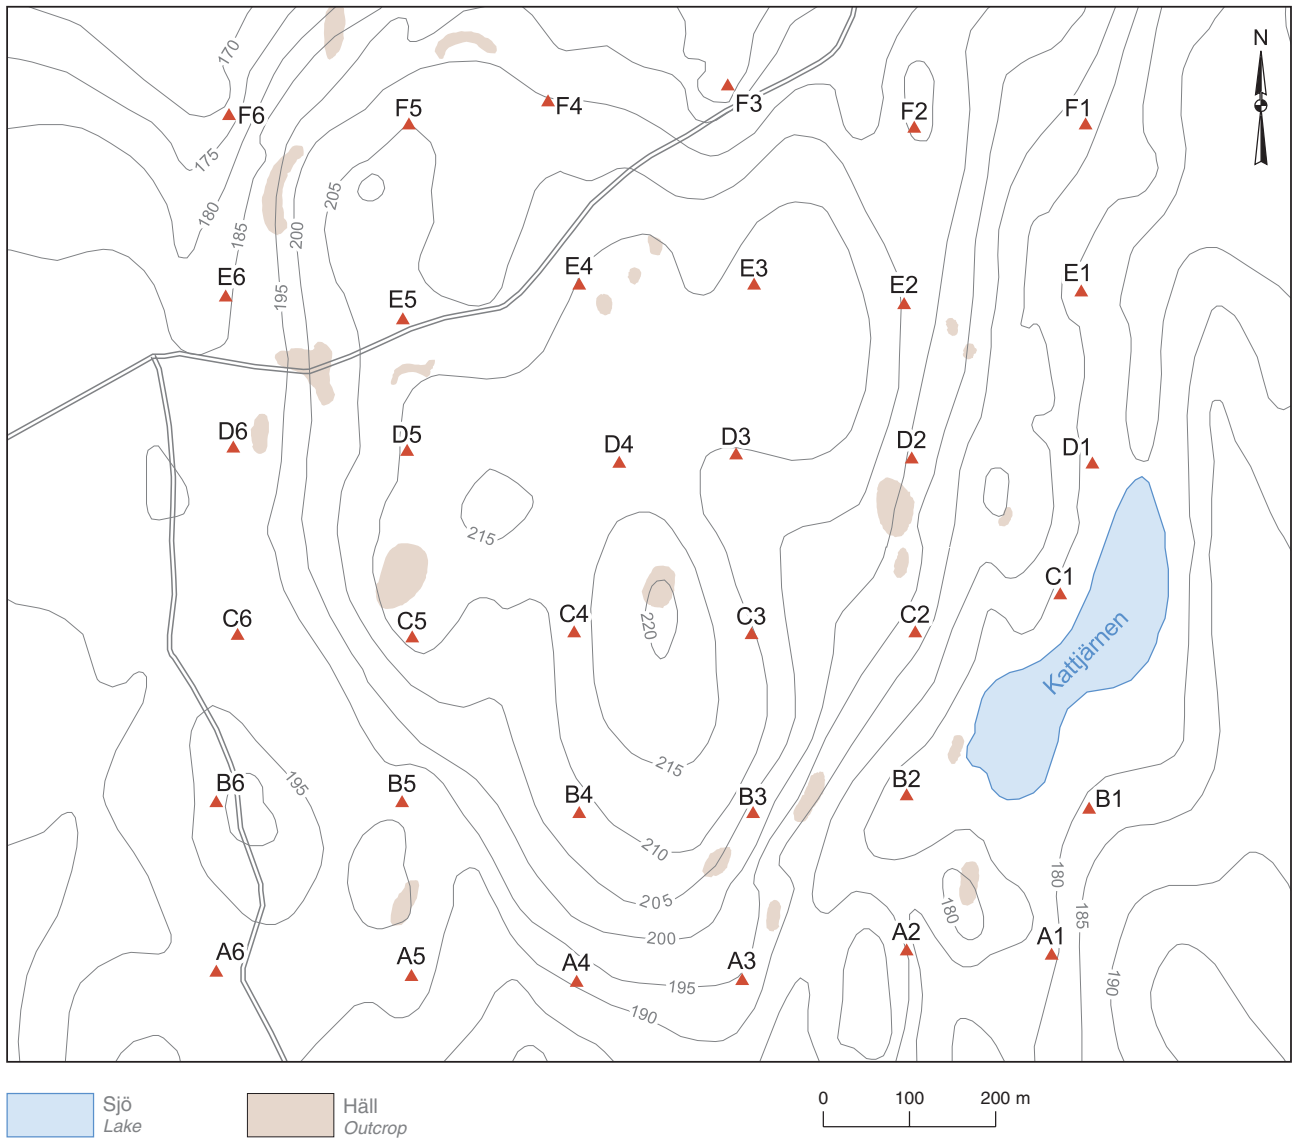 170
N
F6
F5
F4
F3
F2
F1
175
205
180
185
200
195
E6
E5
E4
E3
E2
E1
D6
D5
D4
D3
D2
D1
215
C6
C5
C4
220
C3
C2
C1
Kattjärnen
215
195
B6
B5
B4
B3
B2
B1
210
180
205
180
185
200
A6
A5
A4
A3
A2
A1
195
190
190
Sjö
Lake
Häll
Outcrop
0 100 200 m